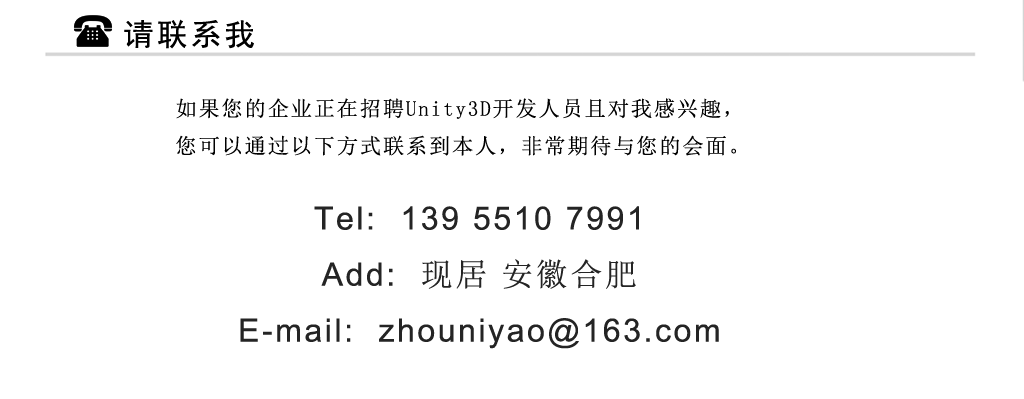 请联系我
如果您的企业正在招聘Unity3D开发人员且对我感兴趣，
您可以通过以下方式联系到本人，非常期待与您的会面。
Tel: 139 5510 7991
Add: 现居 安徽合肥
E-mail: zhouniyao@163.com